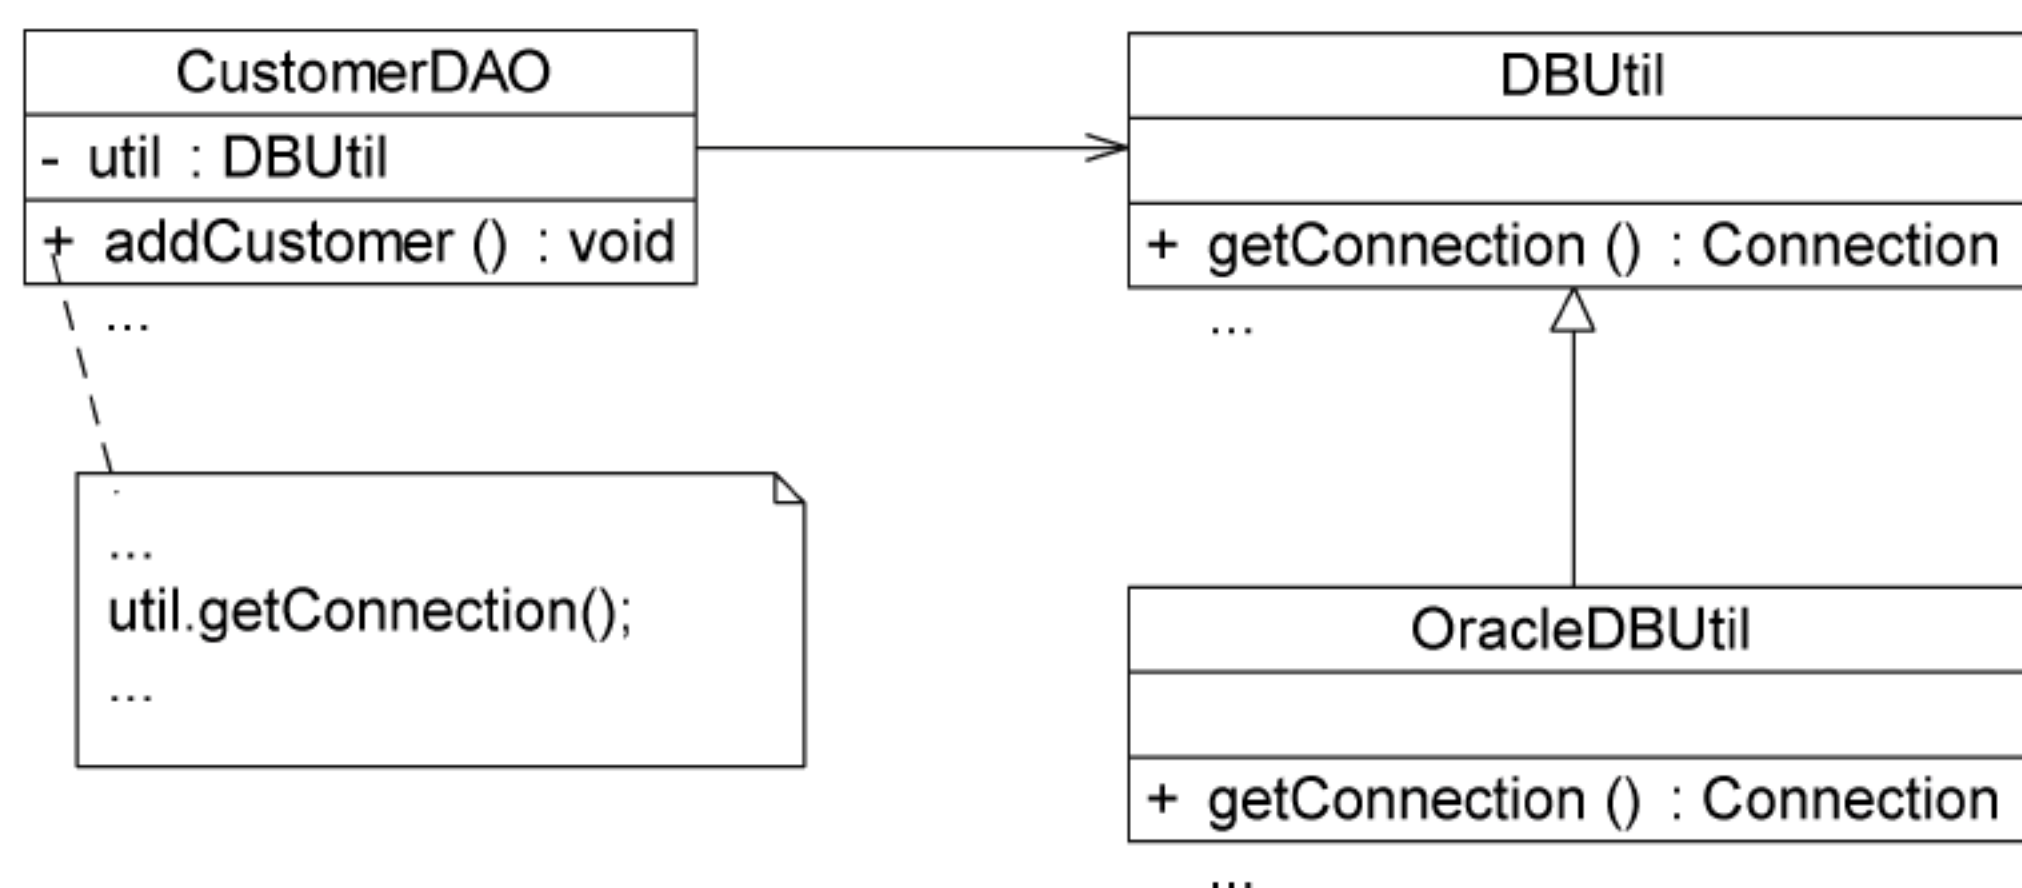 CustomerDAO
- util : DBUtil
+ addCustomer () : void
...
...
util.getConnection();
...
DBUtil
+ getConnection () : Connection
...
OracleDBUtil
+ getConnection () : Connection
...